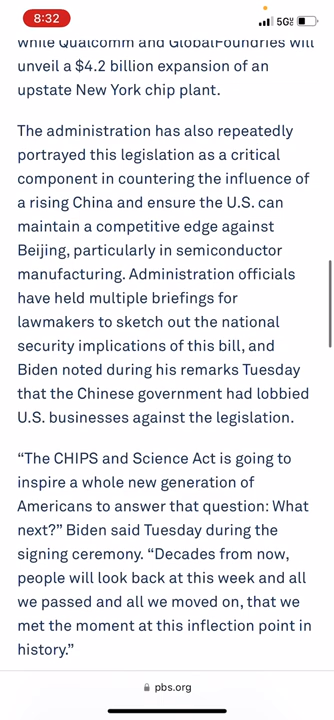 8:32
5G
while Qualcomm and GlobalFoundries will
unveil a $4.2 billion expansion of an
upstate New York chip plant.
The administration has also repeatedly
portrayed this legislation as a critical
component in countering the influence of
a rising China and ensure the U.S. can
maintain a competitive edge against
Beijing, particularly in semiconductor
manufacturing. Administration officials
have held multiple briefings for
lawmakers to sketch out the national
security implications of this bill, and
Biden noted during his remarks Tuesday
that the Chinese government had lobbied
U.S. businesses against the legislation.
“The CHIPS and Science Act is going to
inspire a whole new generation of
Americans to answer that question: What
next?” Biden said Tuesday during the
signing ceremony. “Decades from now,
people will look back at this week and all
we passed and all we moved on, that we
met the moment at this inflection point in
history.”
pbs.org